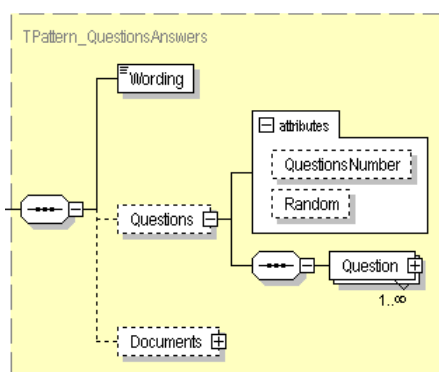 TPattern_QuestionsAnswers
Wording
attributes
QuestionsNumber
Random
Questions
Question
1..∞
Documents